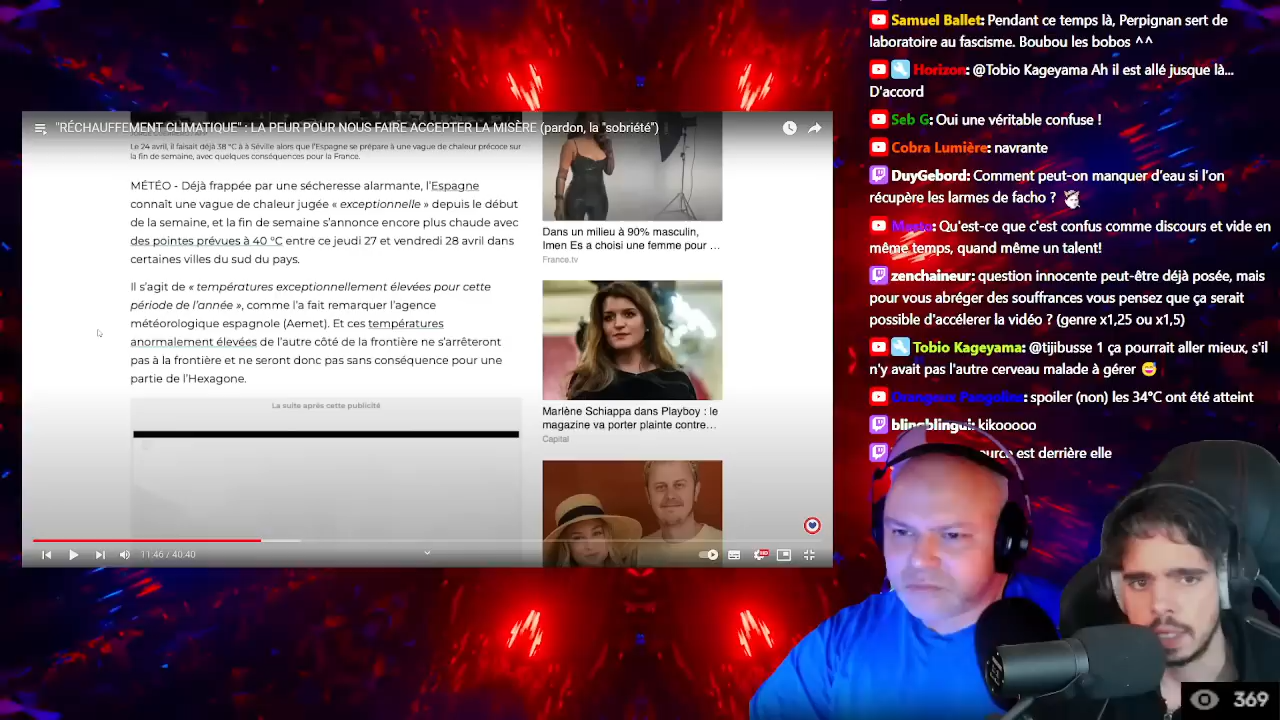 "RÉCHAUFFEMENT CLIMATIQUE" : LA PEUR POUR NOUS FAIRE ACCEPTER LA MISÈRE (pardon, la "sobriété")
Le 24 avril, il faisait déjà 38 °C à à Séville alors que l'Espagne se prépare à une vague de chaleur précoce sur
la fin de semaine, avec quelques conséquences pour la France.
MÉTÉO - Déjà frappée par une sécheresse alarmante, l'Espagne
connaît une vague de chaleur jugée « exceptionnelle » depuis le début
de la semaine, et la fin de semaine s'annonce encore plus chaude avec
des pointes prévues à 40 °C entre ce jeudi 27 et vendredi 28 avril dans
certaines villes du sud du pays.
Il s'agit de « températures exceptionnellement élevées pour cette
période de l'année », comme l'a fait remarquer l'agence
météorologique espagnole (Aemet). Et ces températures
anormalement élevées de l'autre côté de la frontière ne s'arrêteront
pas à la frontière et ne seront donc pas sans conséquence pour une
partie de l'Hexagone.
La suite après cette publicité
Dans un milieu à 90% masculin,
Imen Es a choisi une femme pour ...
France.tv
Marlène Schiappa dans Playboy : le
magazine va porter plainte contre...
Capital
11:46 / 40:40
Samuel Ballet: Pendant ce temps là, Perpignan sert de
laboratoire au fascisme. Boubou les bobos ^^
Horizon: @Tobio Kageyama Ah il est allé jusque là...
D'accord
Seb G: Oui une véritable confuse !
Cobra Lumière: navrante
DuyGebord: Comment peut-on manquer d'eau si l'on
récupère les larmes de facho ?
Qu'est-ce que c'est confus comme discours et vide en
même temps, quand même un talent!
zenchaineur: question innocente peut-être déjà posée, mais
pour vous abréger des souffrances vous pensez que ça serait
possible d'accélerer la vidéo ? (genre x1,25 ou x1,5)
Tobio Kageyama: @tijibusse 1 ça pourrait aller mieux, s'il
n'y avait pas l'autre cerveau malade à gérer 😅
Orangeux Pangolins: spoiler (non) les 34°C ont été atteint
blingblingui: kikooooo
est derrière elle
369